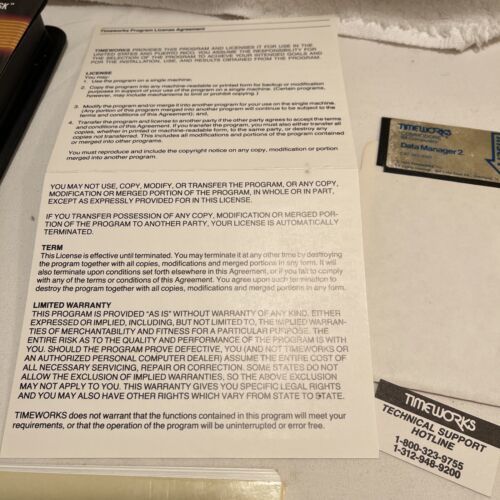 Timeworks Program License Agreement
TIMEWORKS PROVIDES THIS PROGRAM AND LICENSES IT FOR USE IN THE
UNITED STATES AND PUERTO RICO. YOU ASSUME THE RESPONSIBILITY FOR
THE SELECTION OF THE PROGRAM TO ACHIEVE YOUR INTENDED GOALS AND
FOR THE INSTALLATION, USE, AND RESULTS OBTAINED FROM THE PROGRAM.
LICENSE
You may:
1. Use the program on a single machine.
2. Copy the program into any machine readable or printed form for backup or modification
purposes in support of your use of the program on a single machine. (Certain programs,
however, may include mechanisms to limit or prohibit copying.)
3. Modify the program and/or merge it into another program for your use on the single machine.
(Any portion of this program merged into another program will continue to be subject to the
terms and conditions of this Agreement); and,
4. Transfer the program and license to another party if the other party agrees to accept the terms
and conditions of this Agreement. If you transfer the program, you must also either transfer all
copies, whether in printed or machine-readable form, to the same party, or destroy any
copies not transferred. This includes all modifications and portions of the program contained
or merged into other programs.
You must reproduce and include the copyright notice on any copy, modification or portion
merged into another program.
YOU MAY NOT USE, COPY, MODIFY, OR TRANSFER THE PROGRAM, OR ANY COPY,
MODIFICATION OR MERGED PORTION OF THE PROGRAM, IN WHOLE OR IN PART,
EXCEPT AS EXPRESSLY PROVIDED FOR IN THIS LICENSE.
IF YOU TRANSFER POSSESSION OF ANY COPY, MODIFICATION OR MERGED POR-
TION OF THE PROGRAM TO ANOTHER PARTY, YOUR LICENSE IS AUTOMATICALLY
TERMINATED.
TERM
This License is effective until terminated. You may terminate it at any other time by destroying
the program together with all copies, modifications and merged portions in any form. It will
also terminate upon conditions set forth elsewhere in this Agreement, or if you fail to comply
with any of the terms or conditions of this Agreement. You agree upon such termination to
destroy the program together with all copies, modifications and merged portions in any form.
LIMITED WARRANTY
THIS PROGRAM IS PROVIDED "AS IS" WITHOUT WARRANTY OF ANY KIND. EITHER
EXPRESSED OR IMPLIED, INCLUDING, BUT NOT LIMITED TO, THE IMPLIED WARRAN-
TIES OF MERCHANTABILITY AND FITNESS FOR A PARTICULAR PURPOSE. THE
ENTIRE RISK AS TO THE QUALITY AND PERFORMANCE OF THE PROGRAM IS WITH
YOU. SHOULD THE PROGRAM PROVE DEFECTIVE, YOU (AND NOT TIMEWORKS OR
AN AUTHORIZED PERSONAL COMPUTER DEALER) ASSUME THE ENTIRE COST OF
ALL NECESSARY SERVICING, REPAIR OR CORRECTION. SOME STATES DO NOT
ALLOW THE EXCLUSION OF IMPLIED WARRANTIES, SO THE ABOVE EXCLUSION
MAY NOT APPLY TO YOU. THIS WARRANTY GIVES YOU SPECIFIC LEGAL RIGHTS
AND YOU MAY ALSO HAVE OTHER RIGHTS WHICH VARY FROM STATE TO STATE.
TIMEWORKS does not warrant that the functions contained in this program will meet your
requirements, or that the operation of the program will be uninterrupted or error free.
TIMEWORKS
Data Manager 2
TIMEWORKS
TECHNICAL SUPPORT
HOTLINE
1-800-323-9755
1-312-948-9200